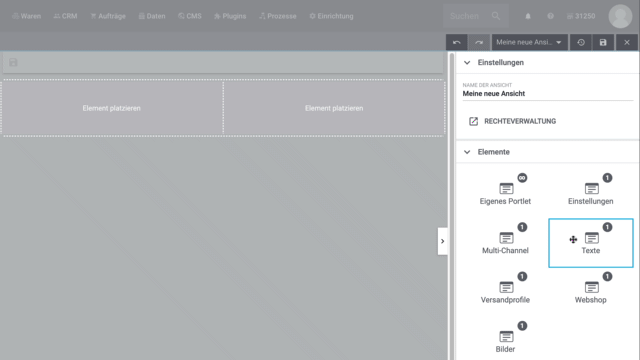 Waren CRM Aufträge Daten CMS Plugins Prozesse Einrichtung Suchen 31250
Meine neue Ansi...
Einstellungen
NAME DER ANSICHT
Meine neue Ansicht
RECHTEVERWALTUNG
Element platzieren Element platzieren
Elemente
∞ 1
Eigenes Portlet Einstellungen
1 1
Multi-Channel Texte
1 1
Versandprofile Webshop
1
Bilder